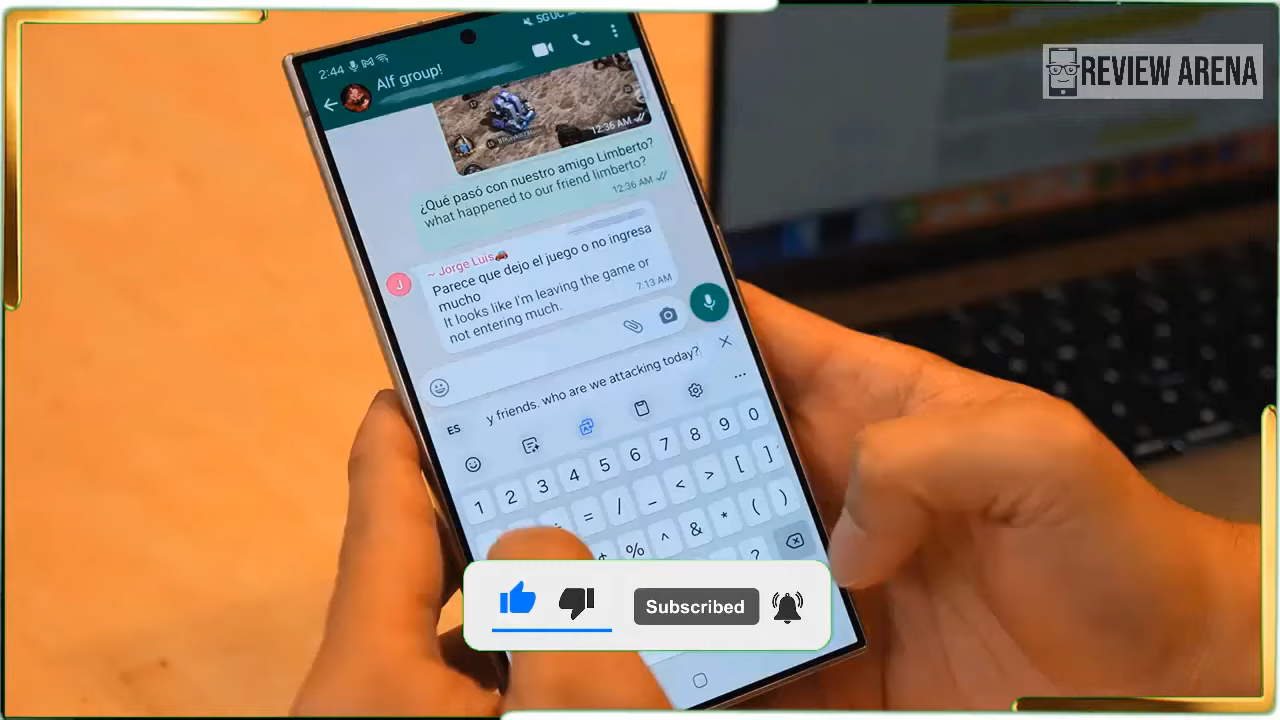 REVIEW ARENA
2:44
Alf group!
12:36 AM
¿Qué pasó con nuestro amigo Limberto?
what happened to our friend limberto?
12:36 AM
~ Jorge Luis
J
Parece que dejo el juego o no ingresa
mucho
It looks like I'm leaving the game or
not entering much.
7:13 AM
ES
y friends. who are we attacking today?
1 2 3 4 5 6 7 8 9 0
= / _ < > [ ]
% ^ & * ( )
?
Subscribed